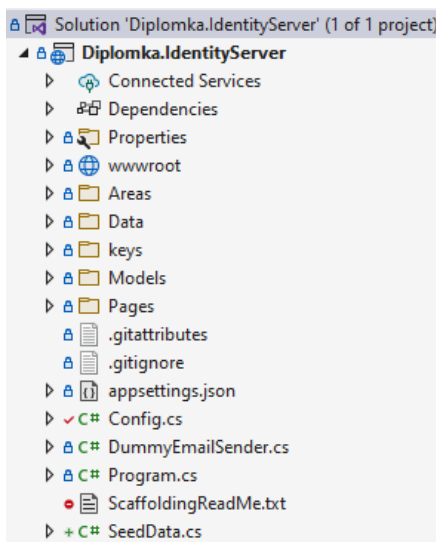 Solution 'Diplomka.IdentityServer' (1 of 1 project)
Diplomka.IdentityServer
Connected Services
Dependencies
Properties
wwwroot
Areas
Data
keys
Models
Pages
.gitattributes
.gitignore
appsettings.json
C# Config.cs
C# DummyEmailSender.cs
C# Program.cs
ScaffoldingReadMe.txt
C# SeedData.cs